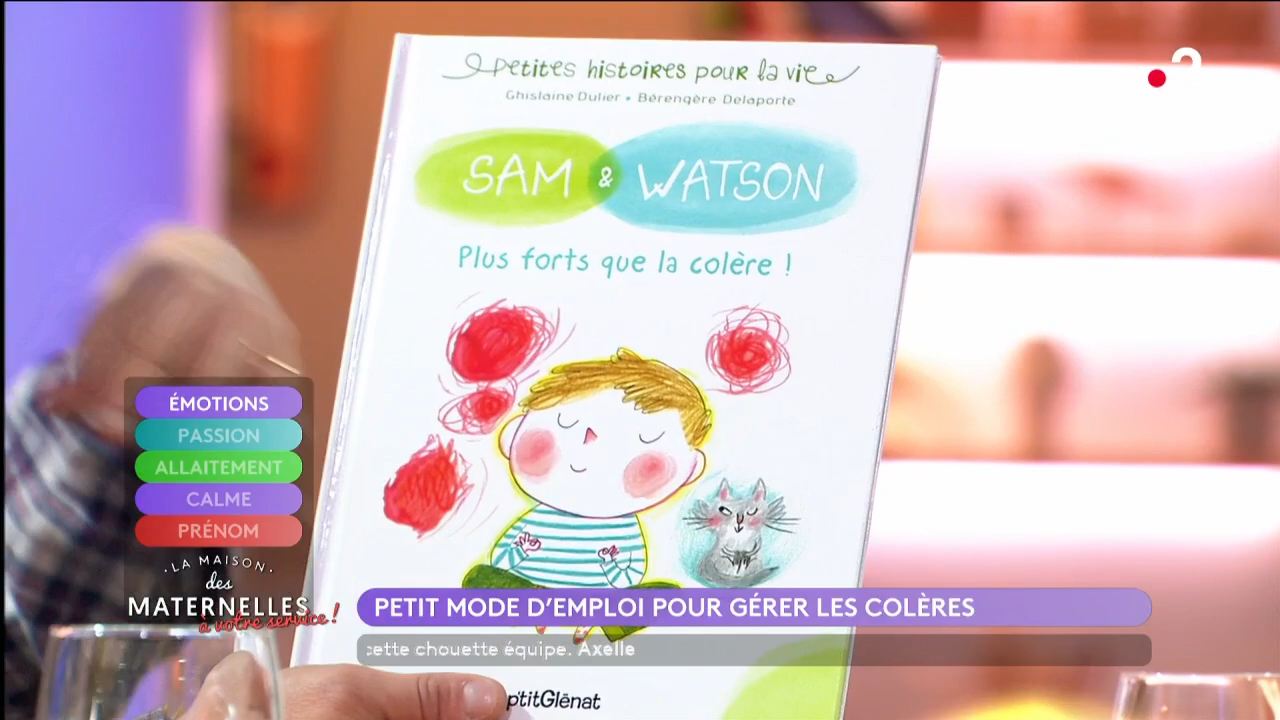 petites histoires pour la vie
Ghislaine Dulier • Bérengère Delaporte
SAM & WATSON
Plus forts que la colère !
ÉMOTIONS
PASSION
ALLAITEMENT
CALME
PRÉNOM
.LA MAISON.
des
MATERNELLES
à votre service !
PETIT MODE D'EMPLOI POUR GÉRER LES COLÈRES
cette chouette équipe. Axelle
p'titGlénat